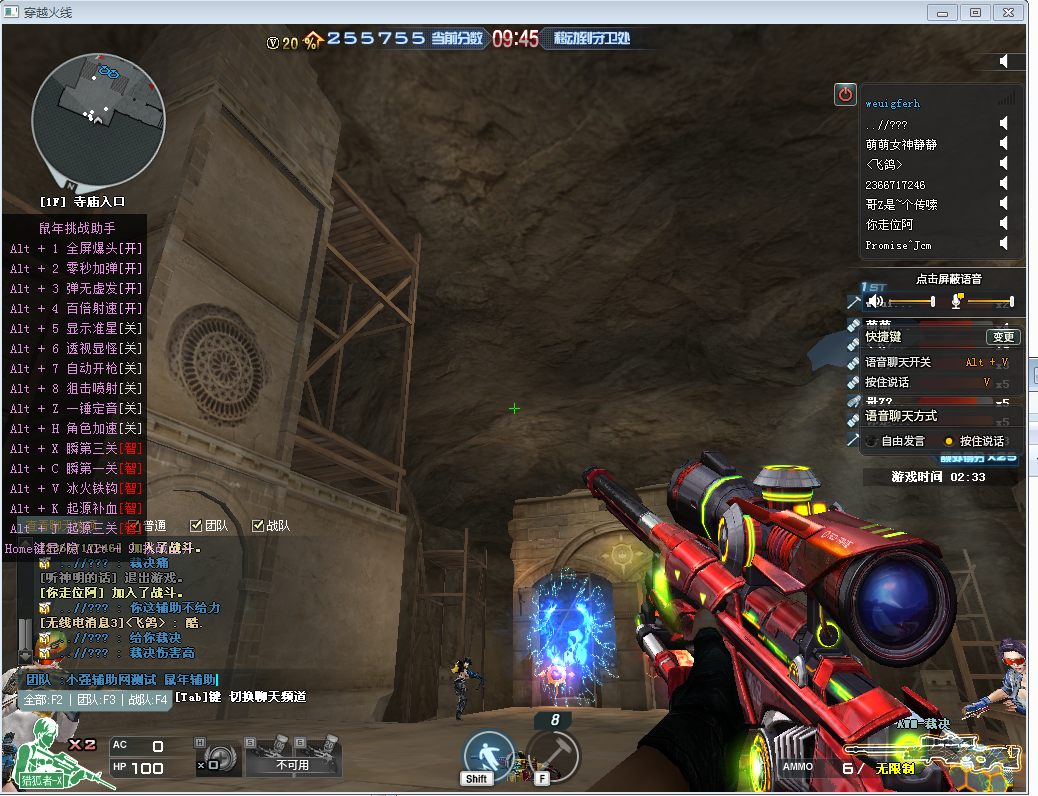 穿越火线
20 % 255755 当前分数 09:45 移动到守卫处
N
[1F] 寺庙入口
鼠年挑战助手
Alt + 1 全屏爆头[开]
Alt + 2 零秒加弹[开]
Alt + 3 弹无虚发[开]
Alt + 4 百倍射速[开]
Alt + 5 显示准星[关]
Alt + 6 透视显怪[关]
Alt + 7 自动开枪[关]
Alt + 8 狙击喷射[关]
Alt + Z 一锤定音[关]
Alt + H 角色加速[关]
Alt + X 瞬第三关[智]
Alt + C 瞬第一关[智]
Alt + V 冰火铁钩[智]
Alt + K 起源补血[智]
Alt + J 起源三关[智]
普通 团队 战队
..//??? : 裁决痛
[听神明的话] 退出游戏。
[你走位阿] 加入了战斗。
..//??? : 你这辅助不给力
[无线电消息3]<飞鸽> : 酷.
..//??? : 给你裁决
..//??? : 裁决伤害高
团队 :小强辅助网测试 鼠年辅助
全部:F2 | 团队:F3 | 战队:F4 [Tab]键 切换聊天频道
X2
AC 0
HP 100
猎狐者-X
H X0
5 6 不可用
Shift
8
F
weuigferh
..//???
萌萌女神静静
<飞鸽>
2366717246
哥Z是~个传嗦
你走位阿
Promise^Jcm
点击屏蔽语音
1ST
快捷键 变更
语音聊天开关 Alt + V
按住说话 V
语音聊天方式
自由发言 按住说话
额外得分 X25
游戏时间 02:33
AMMO 6/ 无限制